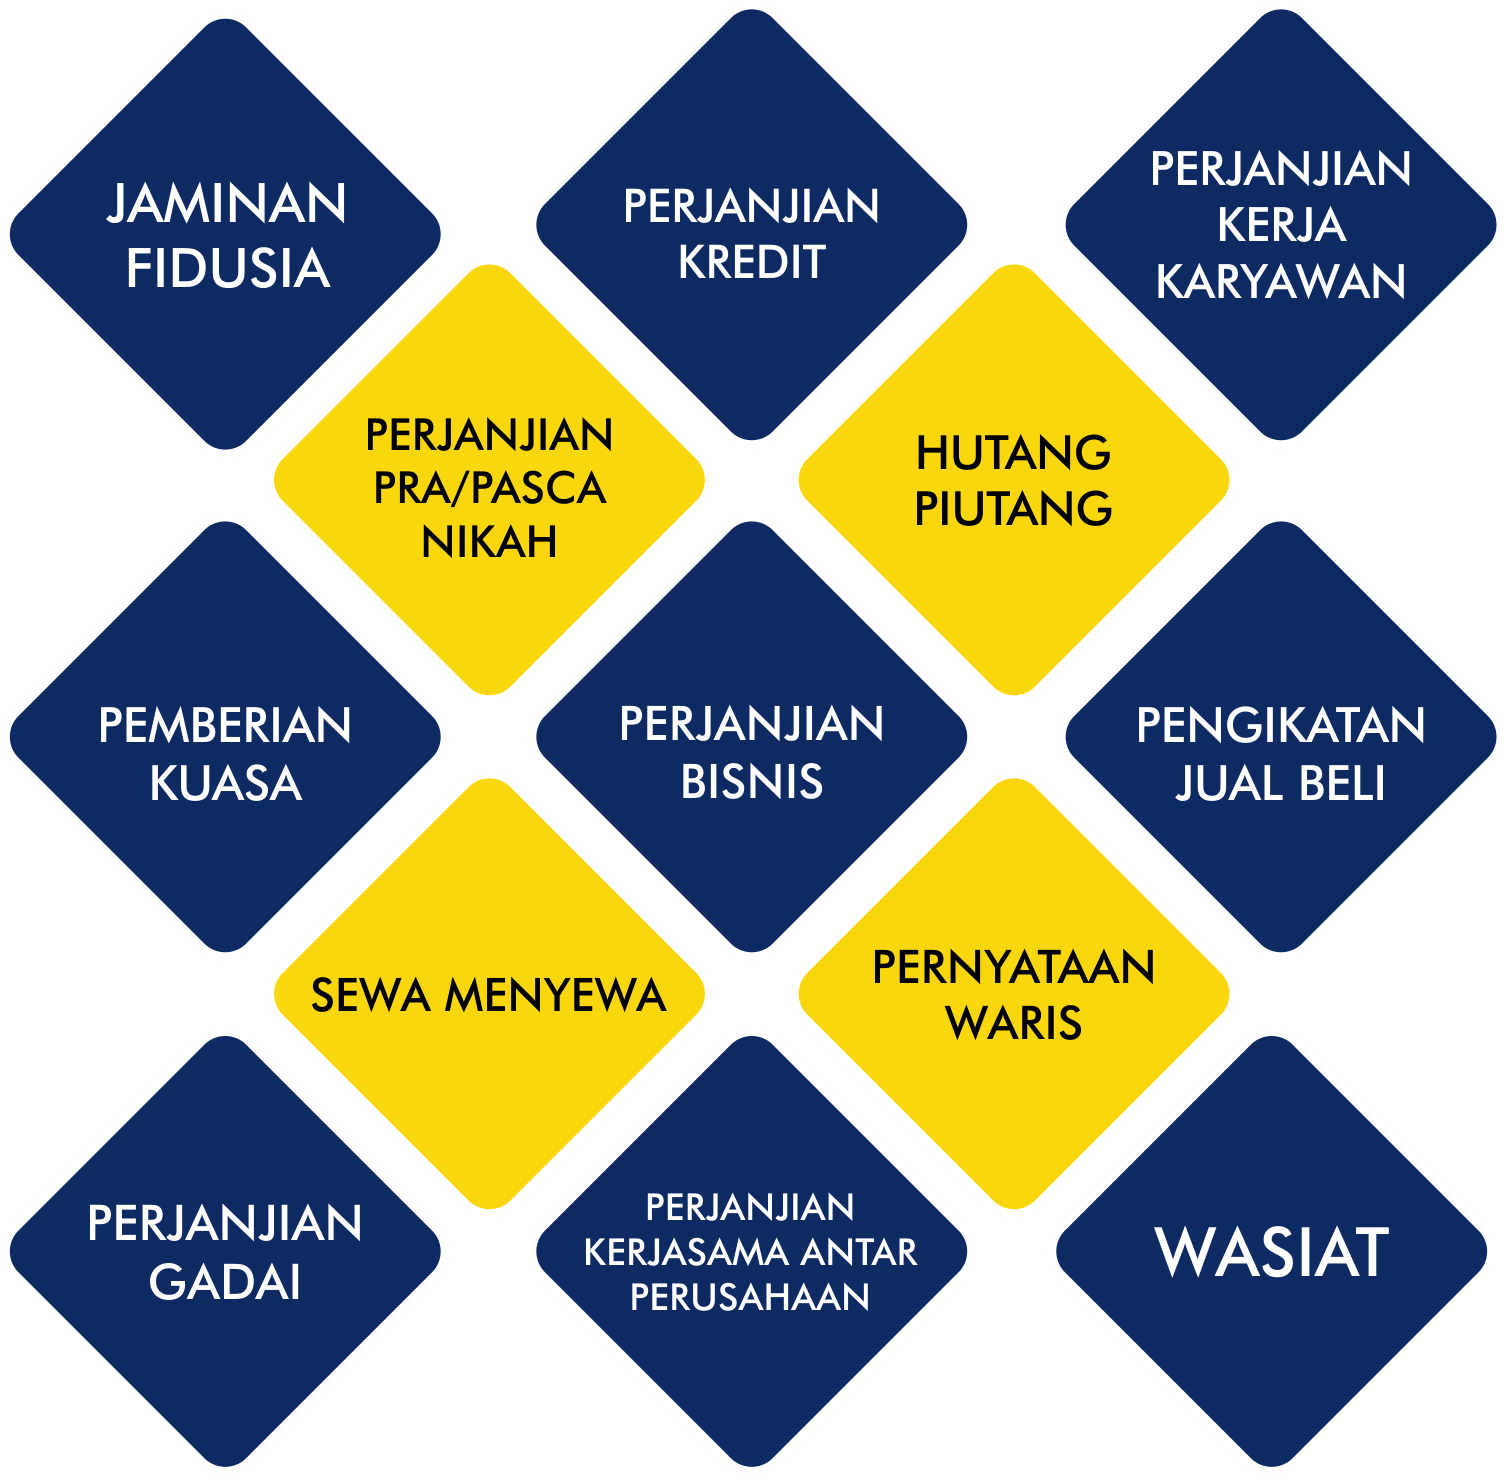 JAMINAN
FIDUSIA
PERJANJIAN
KREDIT
PERJANJIAN
KERJA
KARYAWAN
PERJANJIAN
PRA/PASCA
NIKAH
HUTANG
PIUTANG
PEMBERIAN
KUASA
PERJANJIAN
BISNIS
PENGIKATAN
JUAL BELI
SEWA MENYEWA
PERNYATAAN
WARIS
PERJANJIAN
GADAI
PERJANJIAN
KERJASAMA ANTAR
PERUSAHAAN
WASIAT